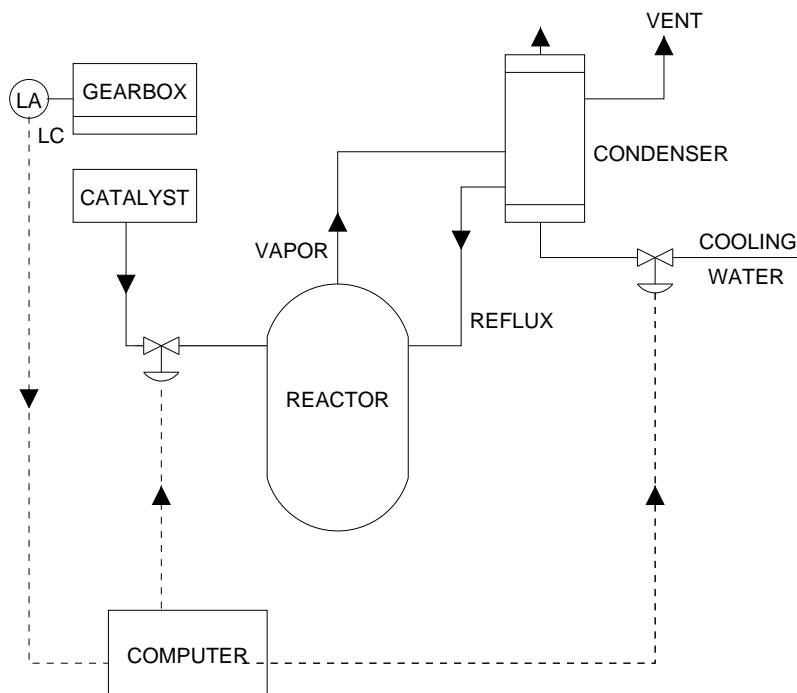 VENT
LA
GEARBOX
LC
CONDENSER
CATALYST
VAPOR
COOLING
WATER
REFLUX
REACTOR
COMPUTER